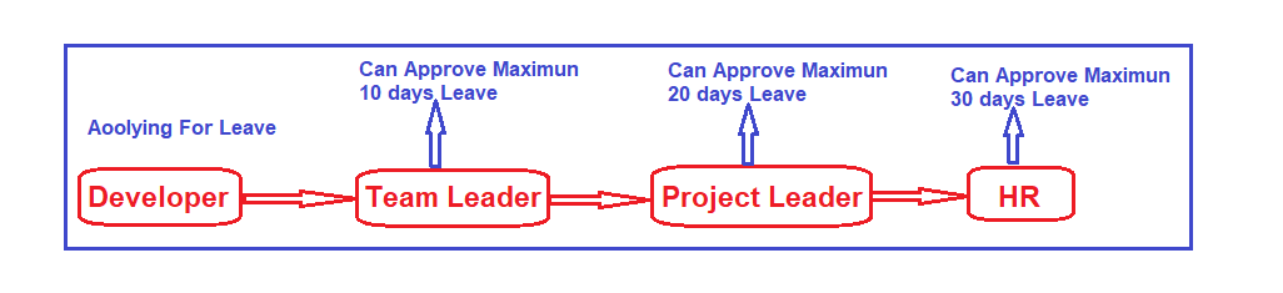 Can Approve Maximun
10 days Leave
Can Approve Maximun
20 days Leave
Can Approve Maximun
30 days Leave
Aoolying For Leave
Developer
Team Leader
Project Leader
HR